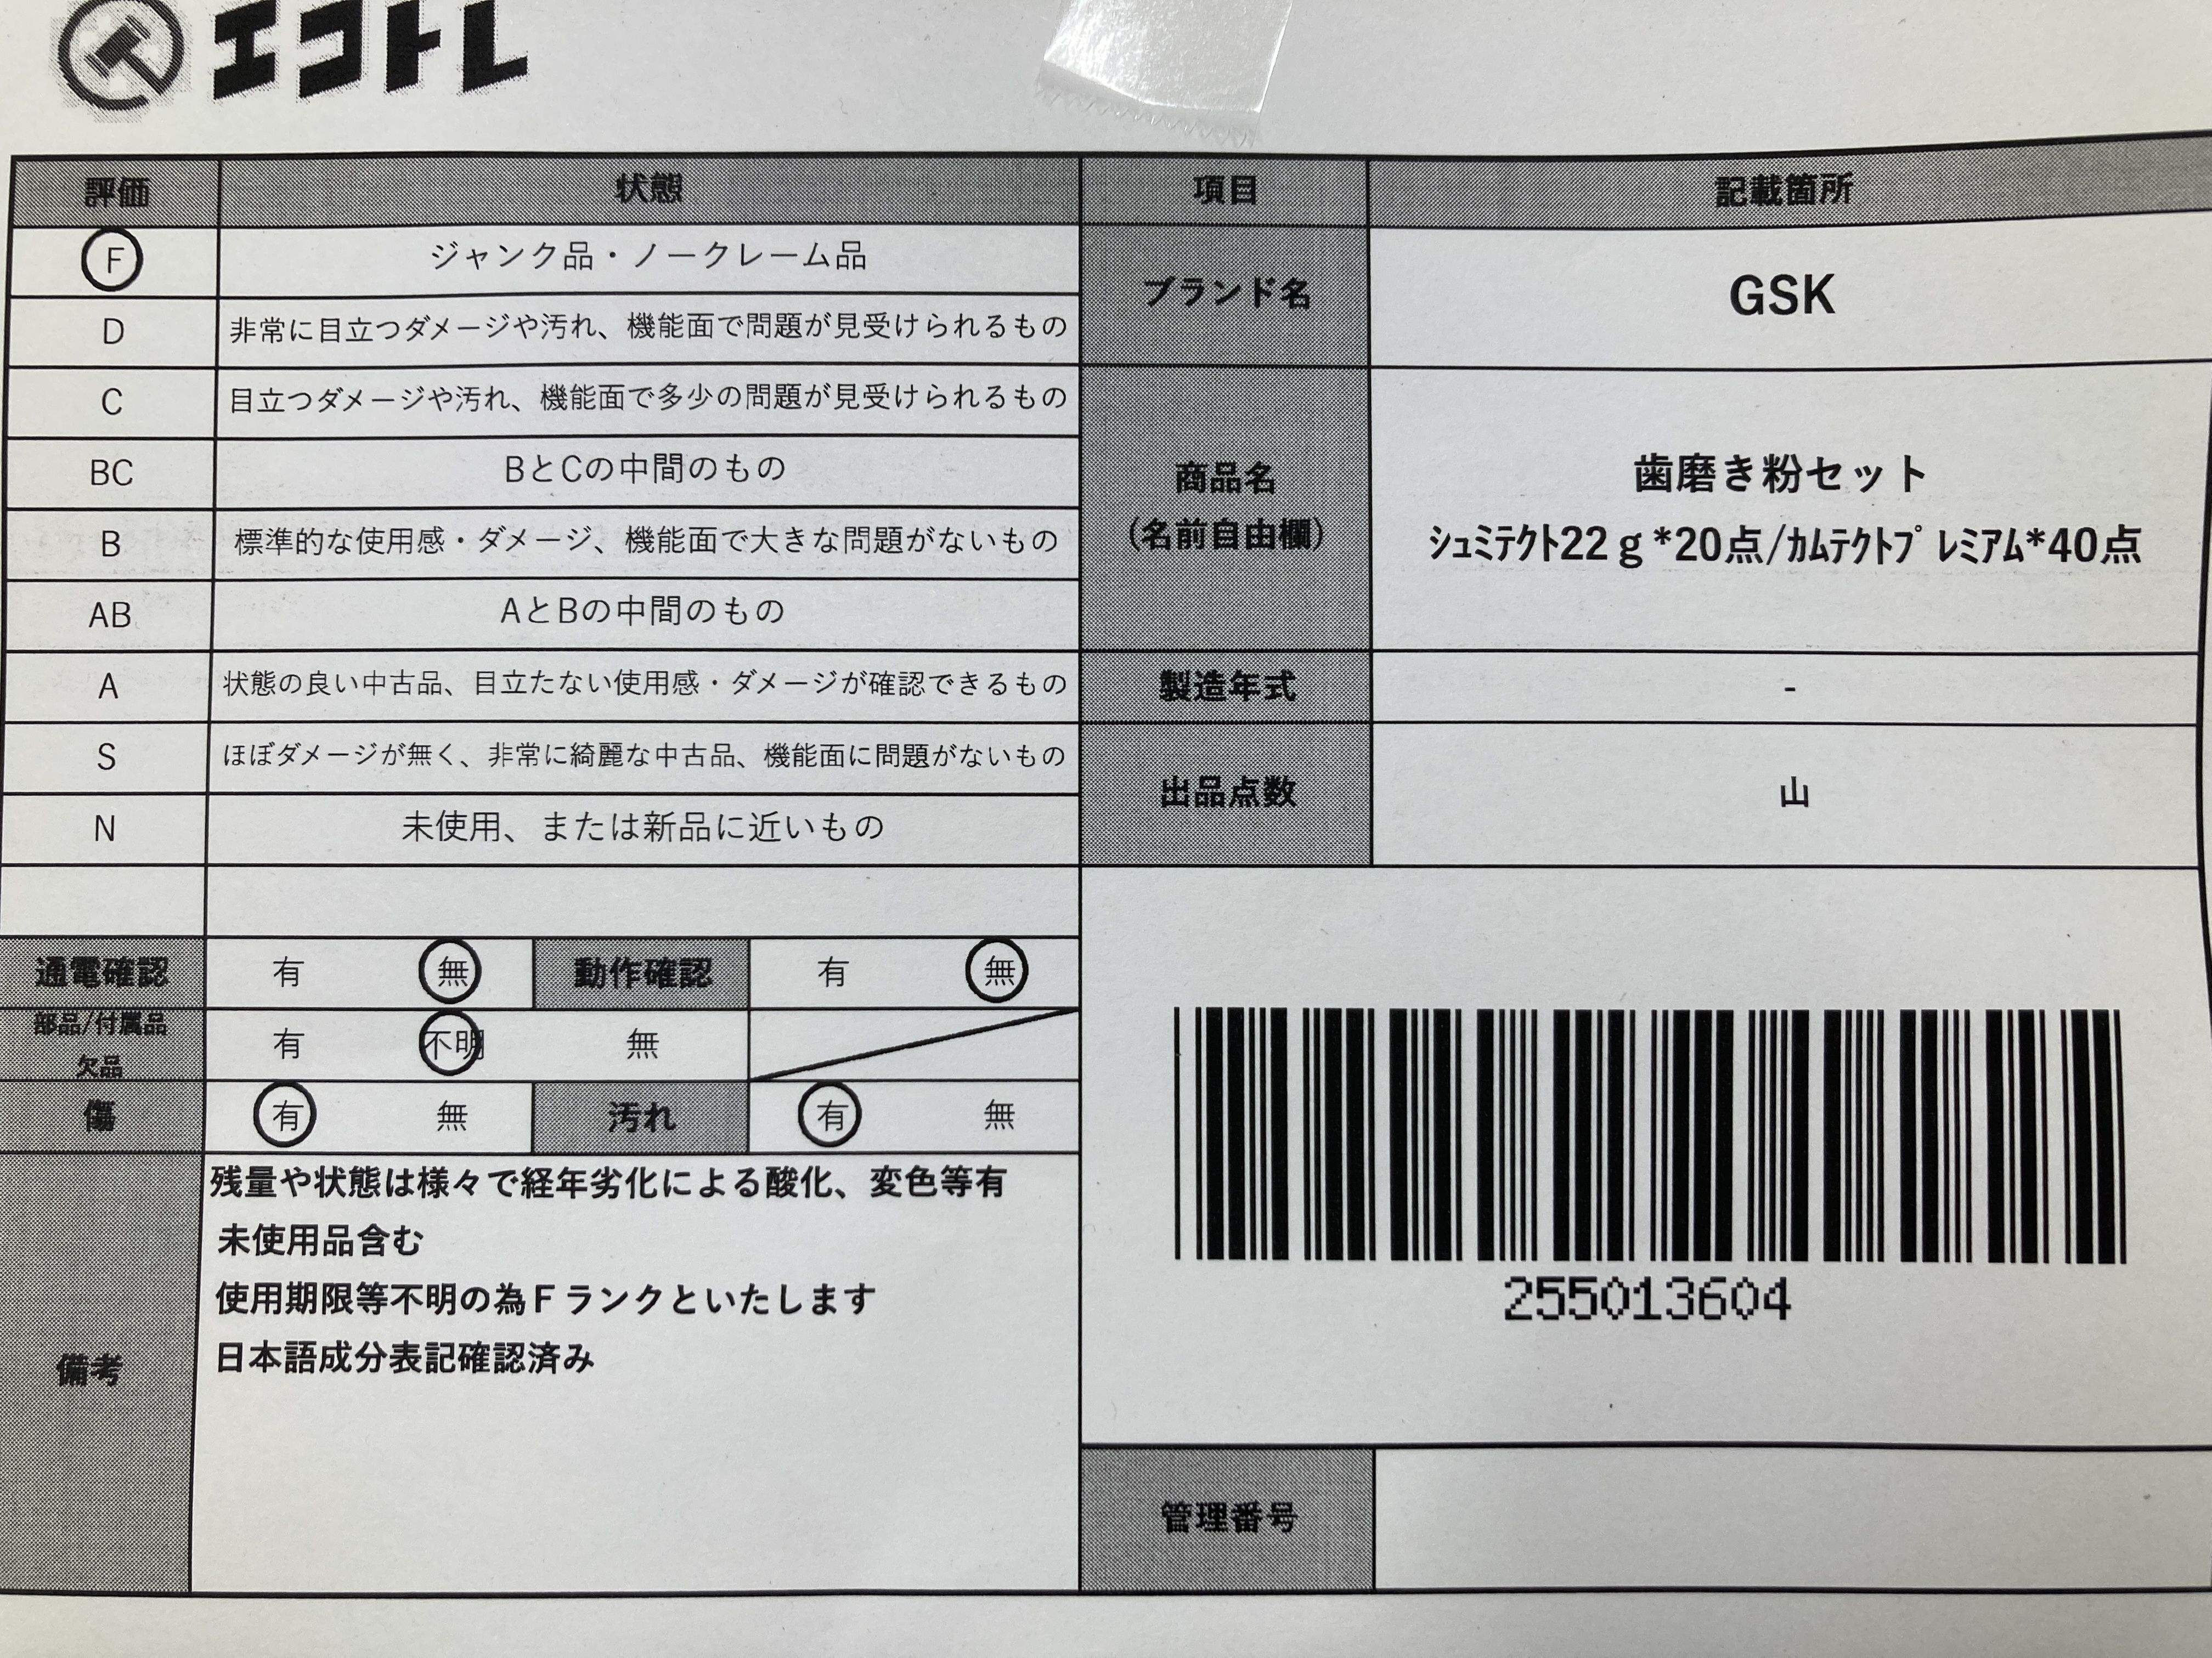 エコトレ
評価 状態 項目 記載箇所
F ジャンク品・ノークレーム品
D 非常に目立つダメージや汚れ、機能面で問題が見受けられるもの
C 目立つダメージや汚れ、機能面で多少の問題が見受けられるもの
BC BとCの中間のもの
B 標準的な使用感・ダメージ、機能面で大きな問題がないもの
AB AとBの中間のもの
A 状態の良い中古品、目立たない使用感・ダメージが確認できるもの
S ほぼダメージが無く、非常に綺麗な中古品、機能面に問題がないもの
N 未使用、または新品に近いもの
ブランド名 GSK
商品名
(名前自由欄)
歯磨き粉セット
ｼｭﾐﾃｸﾄ22ｇ*20点/ｶﾑﾃｸﾄﾌﾟﾚﾐｱﾑ*40点
製造年式 -
出品点数 山
通電確認 有 無 動作確認 有 無
部品/付属品
欠品
有 不明 無
傷 有 無 汚れ 有 無
備考
残量や状態は様々で経年劣化による酸化、変色等有
未使用品含む
使用期限等不明の為Ｆランクといたします
日本語成分表記確認済み
255013604
管理番号